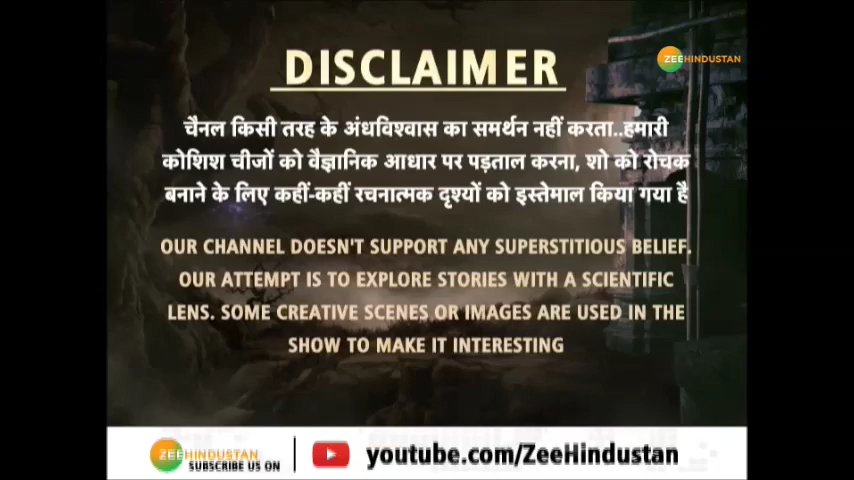 DISCLAIMER
ZEEHINDUSTAN
चैनल किसी तरह के अंधविश्वास का समर्थन नहीं करता..हमारी
कोशिश चीजों को वैज्ञानिक आधार पर पड़ताल करना, शो को रोचक
बनाने के लिए कहीं-कहीं रचनात्मक दृश्यों को इस्तेमाल किया गया है
OUR CHANNEL DOESN'T SUPPORT ANY SUPERSTITIOUS BELIEF.
OUR ATTEMPT IS TO EXPLORE STORIES WITH A SCIENTIFIC
LENS. SOME CREATIVE SCENES OR IMAGES ARE USED IN THE
SHOW TO MAKE IT INTERESTING
ZEEHINDUSTAN
SUBSCRIBE US ON
youtube.com/ZeeHindustan